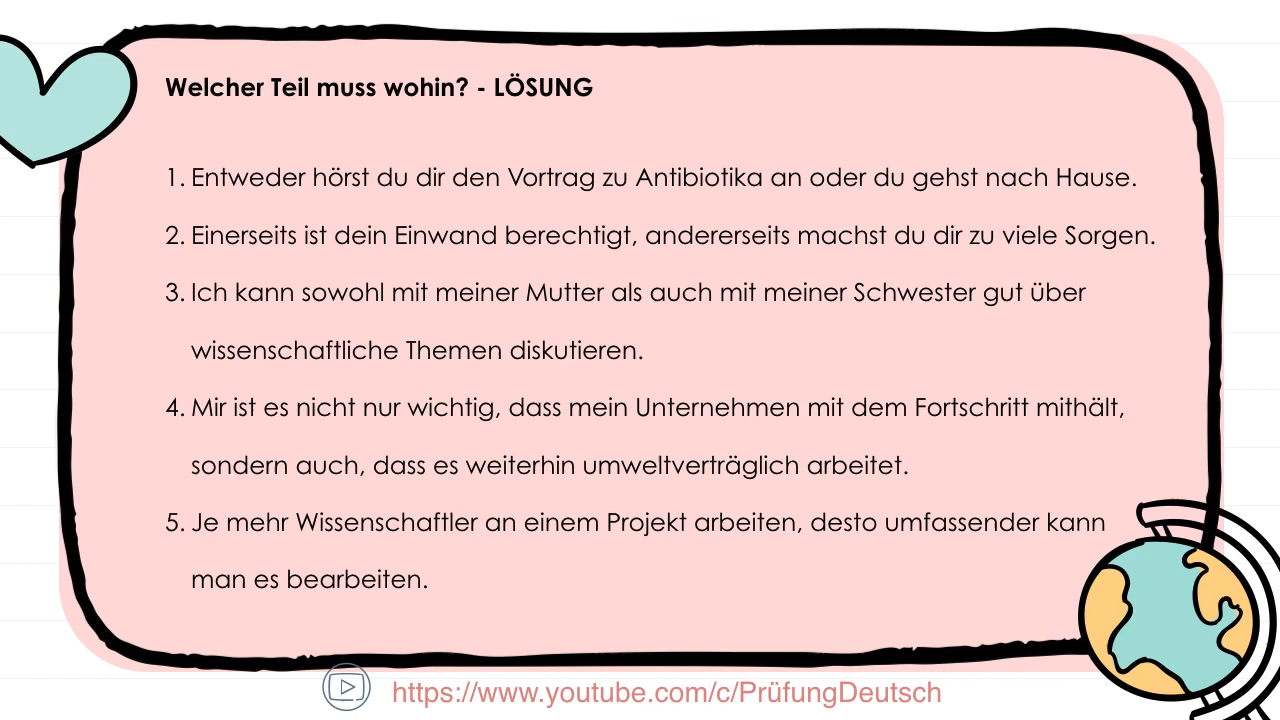 Welcher Teil muss wohin? - LÖSUNG
1. Entweder hörst du dir den Vortrag zu Antibiotika an oder du gehst nach Hause.
2. Einerseits ist dein Einwand berechtigt, andererseits machst du dir zu viele Sorgen.
3. Ich kann sowohl mit meiner Mutter als auch mit meiner Schwester gut über
wissenschaftliche Themen diskutieren.
4. Mir ist es nicht nur wichtig, dass mein Unternehmen mit dem Fortschritt mithält,
sondern auch, dass es weiterhin umweltverträglich arbeitet.
5. Je mehr Wissenschaftler an einem Projekt arbeiten, desto umfassender kann
man es bearbeiten.
https://www.youtube.com/c/PrüfungDeutsch